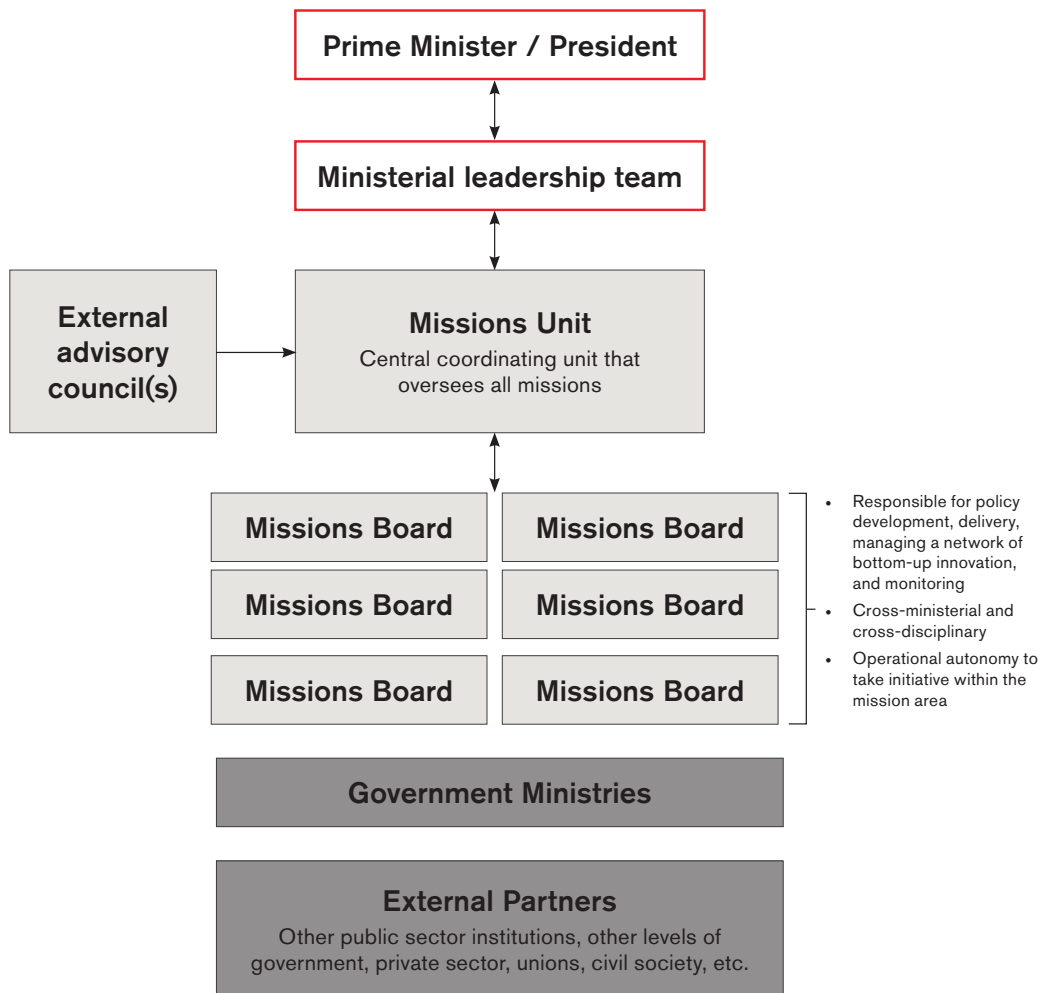 Prime Minister / President
Ministerial leadership team
External
advisory
council(s)
Missions Unit
Central coordinating unit that
oversees all missions
Missions Board
Missions Board
Missions Board
Missions Board
Missions Board
Missions Board
• Responsible for policy
development, delivery,
managing a network of
bottom-up innovation,
and monitoring
• Cross-ministerial and
cross-disciplinary
• Operational autonomy to
take initiative within the
mission area
Government Ministries
External Partners
Other public sector institutions, other levels of
government, private sector, unions, civil society, etc.